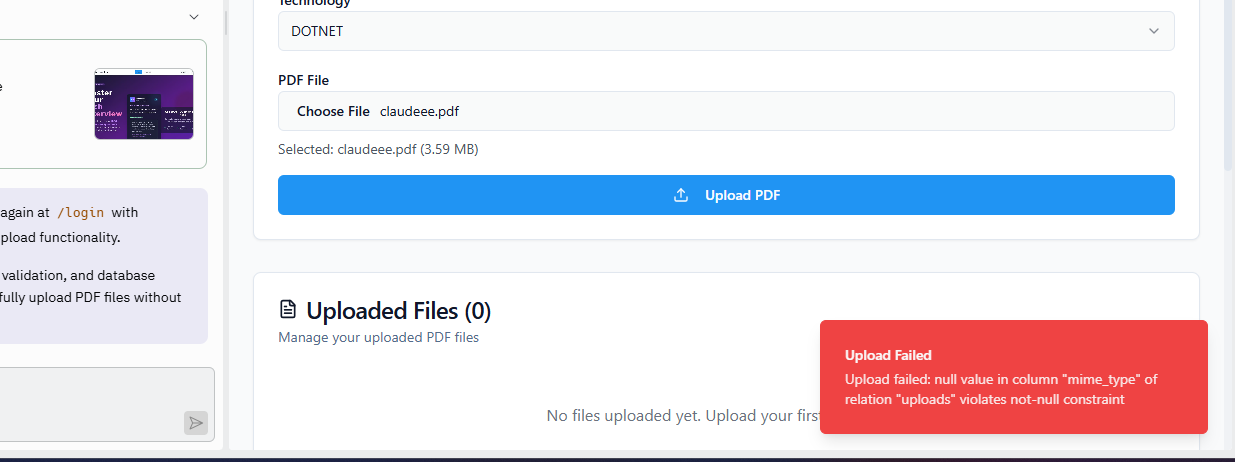 Technology
DOTNET
PDF File
Choose File claudeee.pdf
Selected: claudeee.pdf (3.59 MB)
Upload PDF
again at /login with
pload functionality.
validation, and database
fully upload PDF files without
Uploaded Files (0)
Manage your uploaded PDF files
No files uploaded yet. Upload your first
Upload Failed
Upload failed: null value in column "mime_type" of
relation "uploads" violates not-null constraint